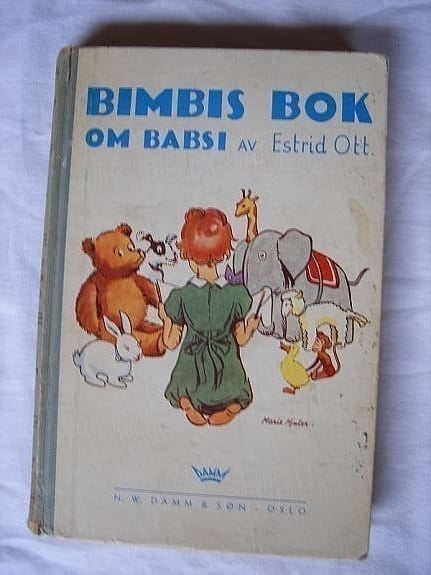 BIMBIS BOK
OM BABSI AV Estrid Ott.
DAMM
N. W. DAMM & SØN - OSLO